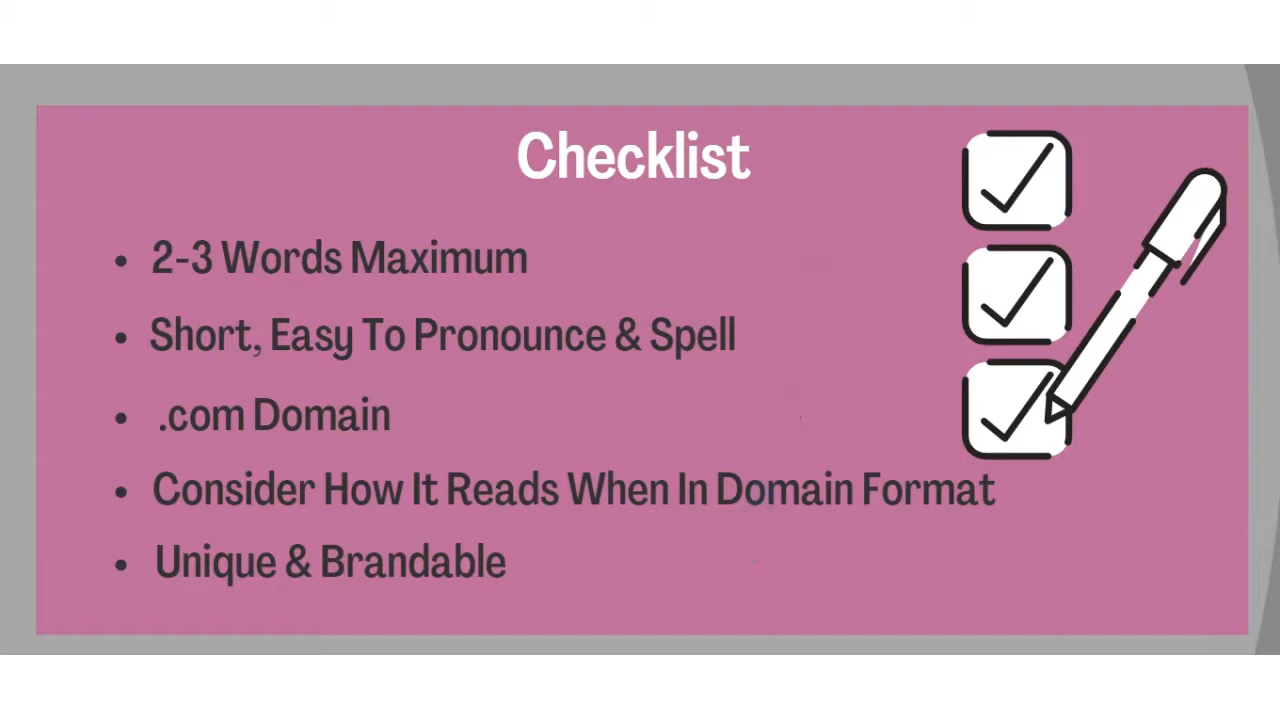 Checklist
• 2-3 Words Maximum
• Short, Easy To Pronounce & Spell
• .com Domain
• Consider How It Reads When In Domain Format
• Unique & Brandable